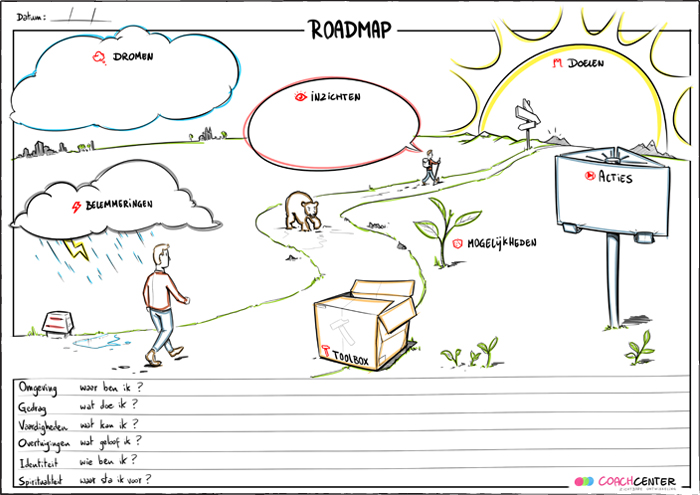 Datum:
ROADMAP
DROMEN
DOELEN
INZICHTEN
ACTIES
BELEMMERINGEN
MOGELIJKHEDEN
TOOLBOX
Omgeving waar ben ik ?
Gedrag wat doe ik ?
Vaardigheden wat kan ik ?
Overtuigingen wat geloof ik ?
Identiteit wie ben ik ?
Spiritualiteit waar sta ik voor ?
COACHCENTER